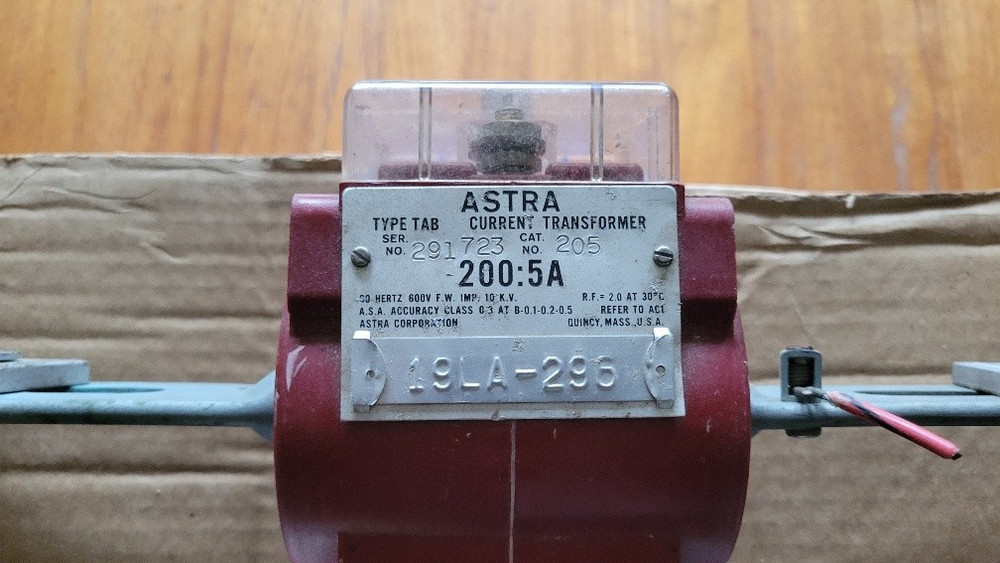 ASTRA
TYPE TAB CURRENT TRANSFORMER
SER. NO. 291723 CAT. NO. 205
200:5A
60 HERTZ 600V F.W. IMP. 10 K.V. R.F.= 2.0 AT 30°C
A.S.A. ACCURACY CLASS 0.3 AT B-0.1-0.2-0.5 REFER TO ACT
ASTRA CORPORATION QUINCY, MASS., U.S.A.
19LA-296